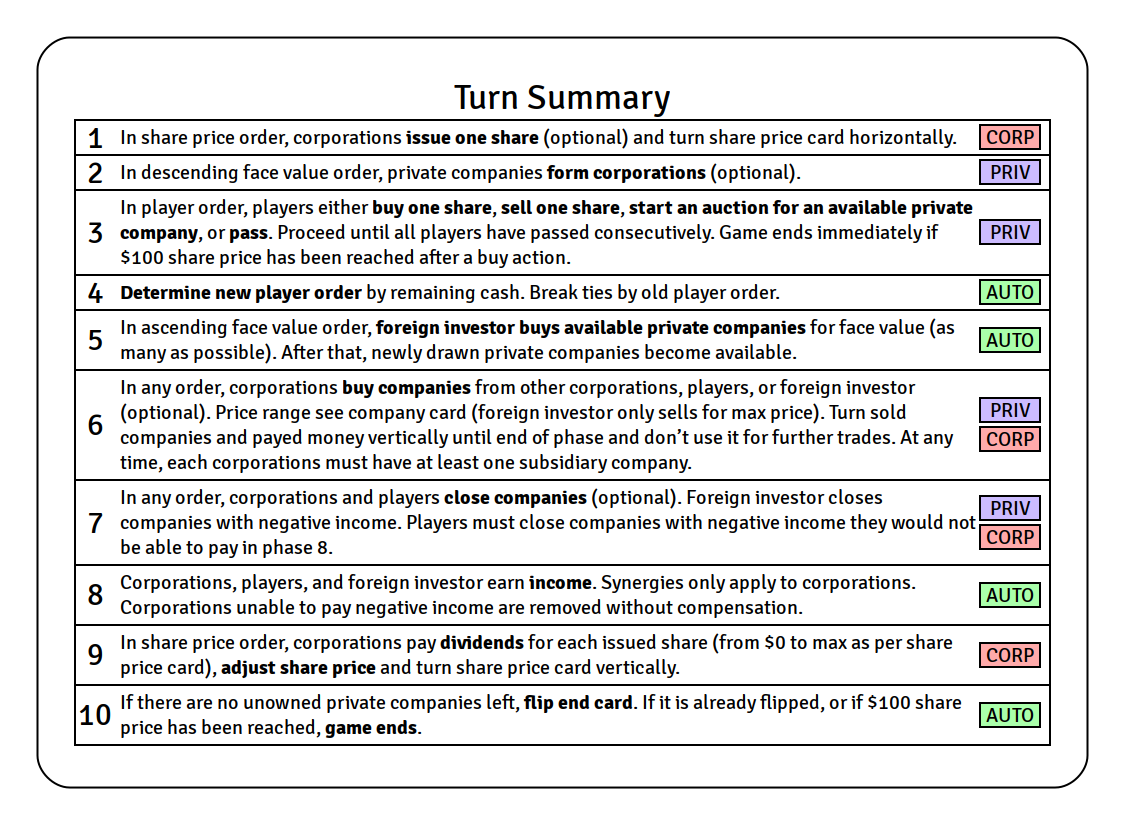 Turn Summary
1 In share price order, corporations issue one share (optional) and turn share price card horizontally. CORP
2 In descending face value order, private companies form corporations (optional). PRIV
In player order, players either buy one share, sell one share, start an auction for an available private
3 company, or pass. Proceed until all players have passed consecutively. Game ends immediately if PRIV
$100 share price has been reached after a buy action.
4 Determine new player order by remaining cash. Break ties by old player order. AUTO
5 In ascending face value order, foreign investor buys available private companies for face value (as AUTO
many as possible). After that, newly drawn private companies become available.
6 In any order, corporations buy companies from other corporations, players, or foreign investor
(optional). Price range see company card (foreign investor only sells for max price). Turn sold PRIV
companies and payed money vertically until end of phase and don't use it for further trades. At any CORP
time, each corporations must have at least one subsidiary company.
In any order, corporations and players close companies (optional). Foreign investor closes PRIV
7 companies with negative income. Players must close companies with negative income they would not CORP
be able to pay in phase 8.
8 Corporations, players, and foreign investor earn income. Synergies only apply to corporations. AUTO
Corporations unable to pay negative income are removed without compensation.
9 In share price order, corporations pay dividends for each issued share (from $0 to max as per share CORP
price card), adjust share price and turn share price card vertically.
10 If there are no unowned private companies left, flip end card. If it is already flipped, or if $100 share AUTO
price has been reached, game ends.